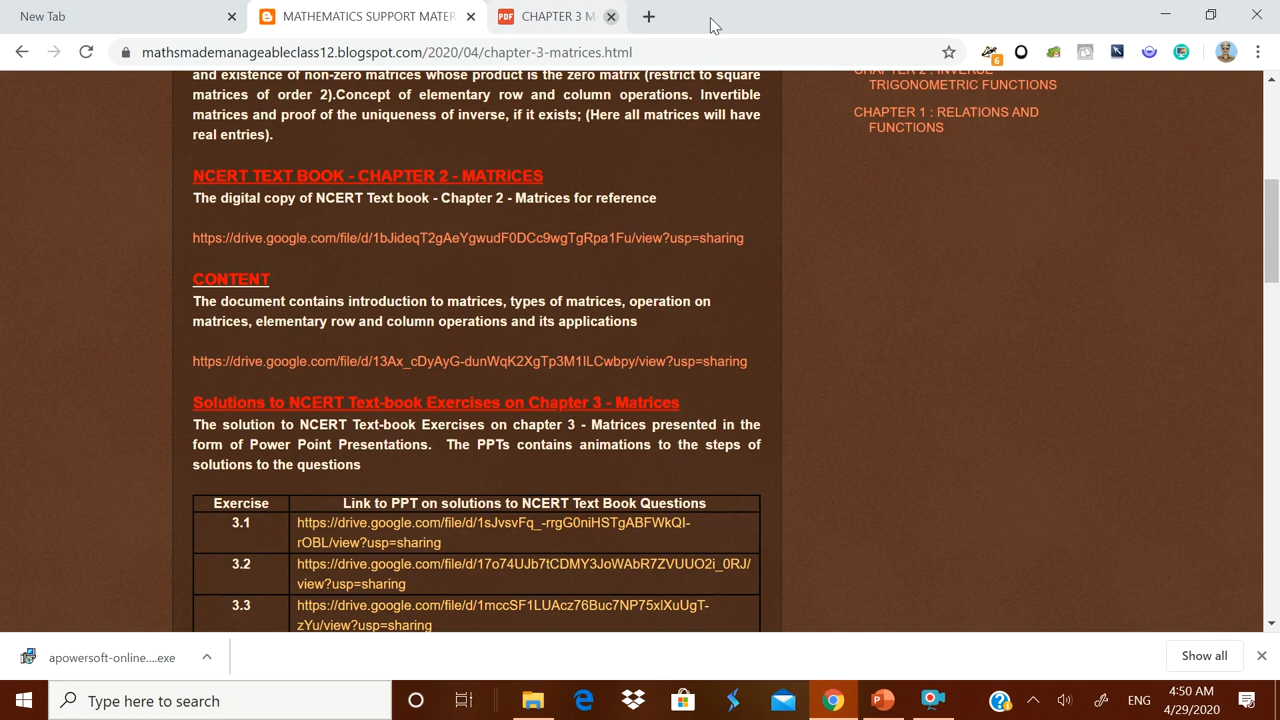 New Tab
MATHEMATICS SUPPORT MATER
PDF
CHAPTER 3 M
mathsmademanageableclass12.blogspot.com/2020/04/chapter-3-matrices.html
6
and existence of non-zero matrices whose product is the zero matrix (restrict to square
matrices of order 2).Concept of elementary row and column operations. Invertible
matrices and proof of the uniqueness of inverse, if it exists; (Here all matrices will have
real entries).
CHAPTER 2 : INVERSE
TRIGONOMETRIC FUNCTIONS
CHAPTER 1 : RELATIONS AND
FUNCTIONS
NCERT TEXT BOOK - CHAPTER 2 - MATRICES
The digital copy of NCERT Text book - Chapter 2 - Matrices for reference
https://drive.google.com/file/d/1bJideqT2gAeYgwudF0DCc9wgTgRpa1Fu/view?usp=sharing
CONTENT
The document contains introduction to matrices, types of matrices, operation on
matrices, elementary row and column operations and its applications
https://drive.google.com/file/d/13Ax_cDyAyG-dunWqK2XgTp3M1lLCwbpy/view?usp=sharing
Solutions to NCERT Text-book Exercises on Chapter 3 - Matrices
The solution to NCERT Text-book Exercises on chapter 3 - Matrices presented in the
form of Power Point Presentations. The PPTs contains animations to the steps of
solutions to the questions
Exercise Link to PPT on solutions to NCERT Text Book Questions
3.1 https://drive.google.com/file/d/1sJvsvFq_-rrgG0niHSTgABFWkQI-
rOBL/view?usp=sharing
3.2 https://drive.google.com/file/d/17o74UJb7tCDMY3JoWAbR7ZVUUO2i_0RJ/
view?usp=sharing
3.3 https://drive.google.com/file/d/1mccSF1LUAcz76Buc7NP75xlXuUgT-
zYu/view?usp=sharing
apowersoft-online....exe
Show all
Type here to search
ENG
4:50 AM
4/29/2020